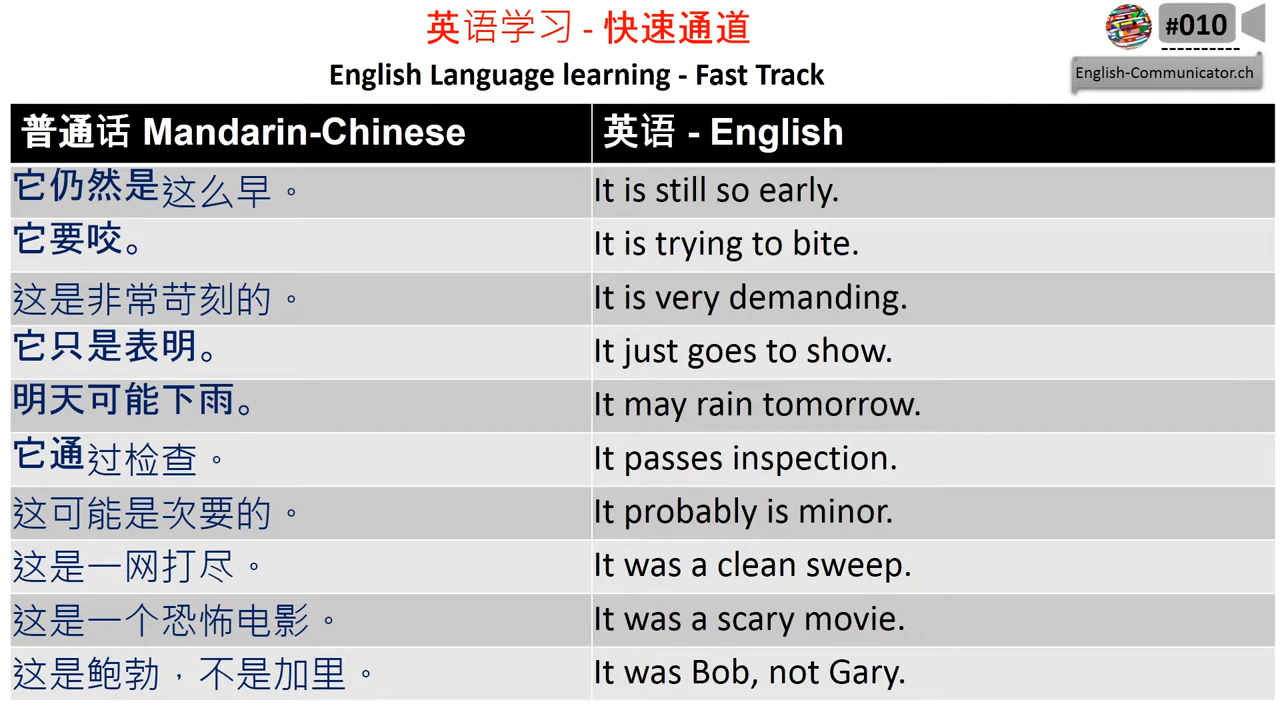 英语学习 - 快速通道
#010
English Language learning - Fast Track
English-Communicator.ch
普通话 Mandarin-Chinese 英语 - English
它仍然是这么早。 It is still so early.
它要咬。 It is trying to bite.
这是非常苛刻的。 It is very demanding.
它只是表明。 It just goes to show.
明天可能下雨。 It may rain tomorrow.
它通过检查。 It passes inspection.
这可能是次要的。 It probably is minor.
这是一网打尽。 It was a clean sweep.
这是一个恐怖电影。 It was a scary movie.
这是鲍勃，不是加里。 It was Bob, not Gary.